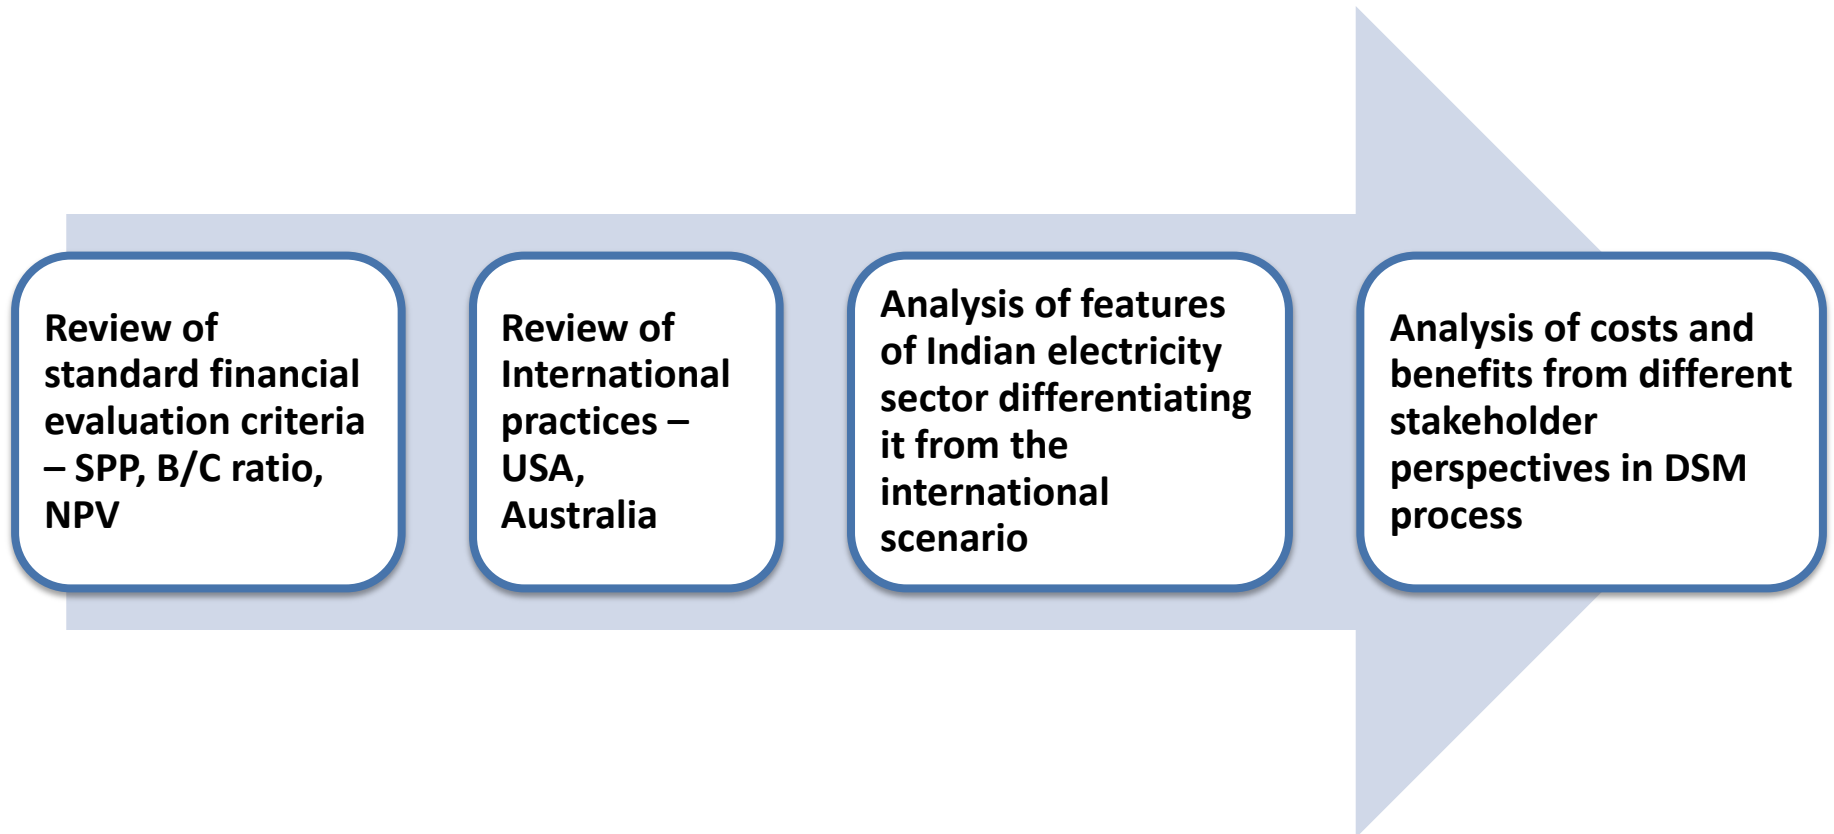 Review of
standard financial
evaluation criteria
– SPP, B/C ratio,
NPV
Review of
International
practices –
USA,
Australia
Analysis of features
of Indian electricity
sector differentiating
it from the
international
scenario
Analysis of costs and
benefits from different
stakeholder
perspectives in DSM
process